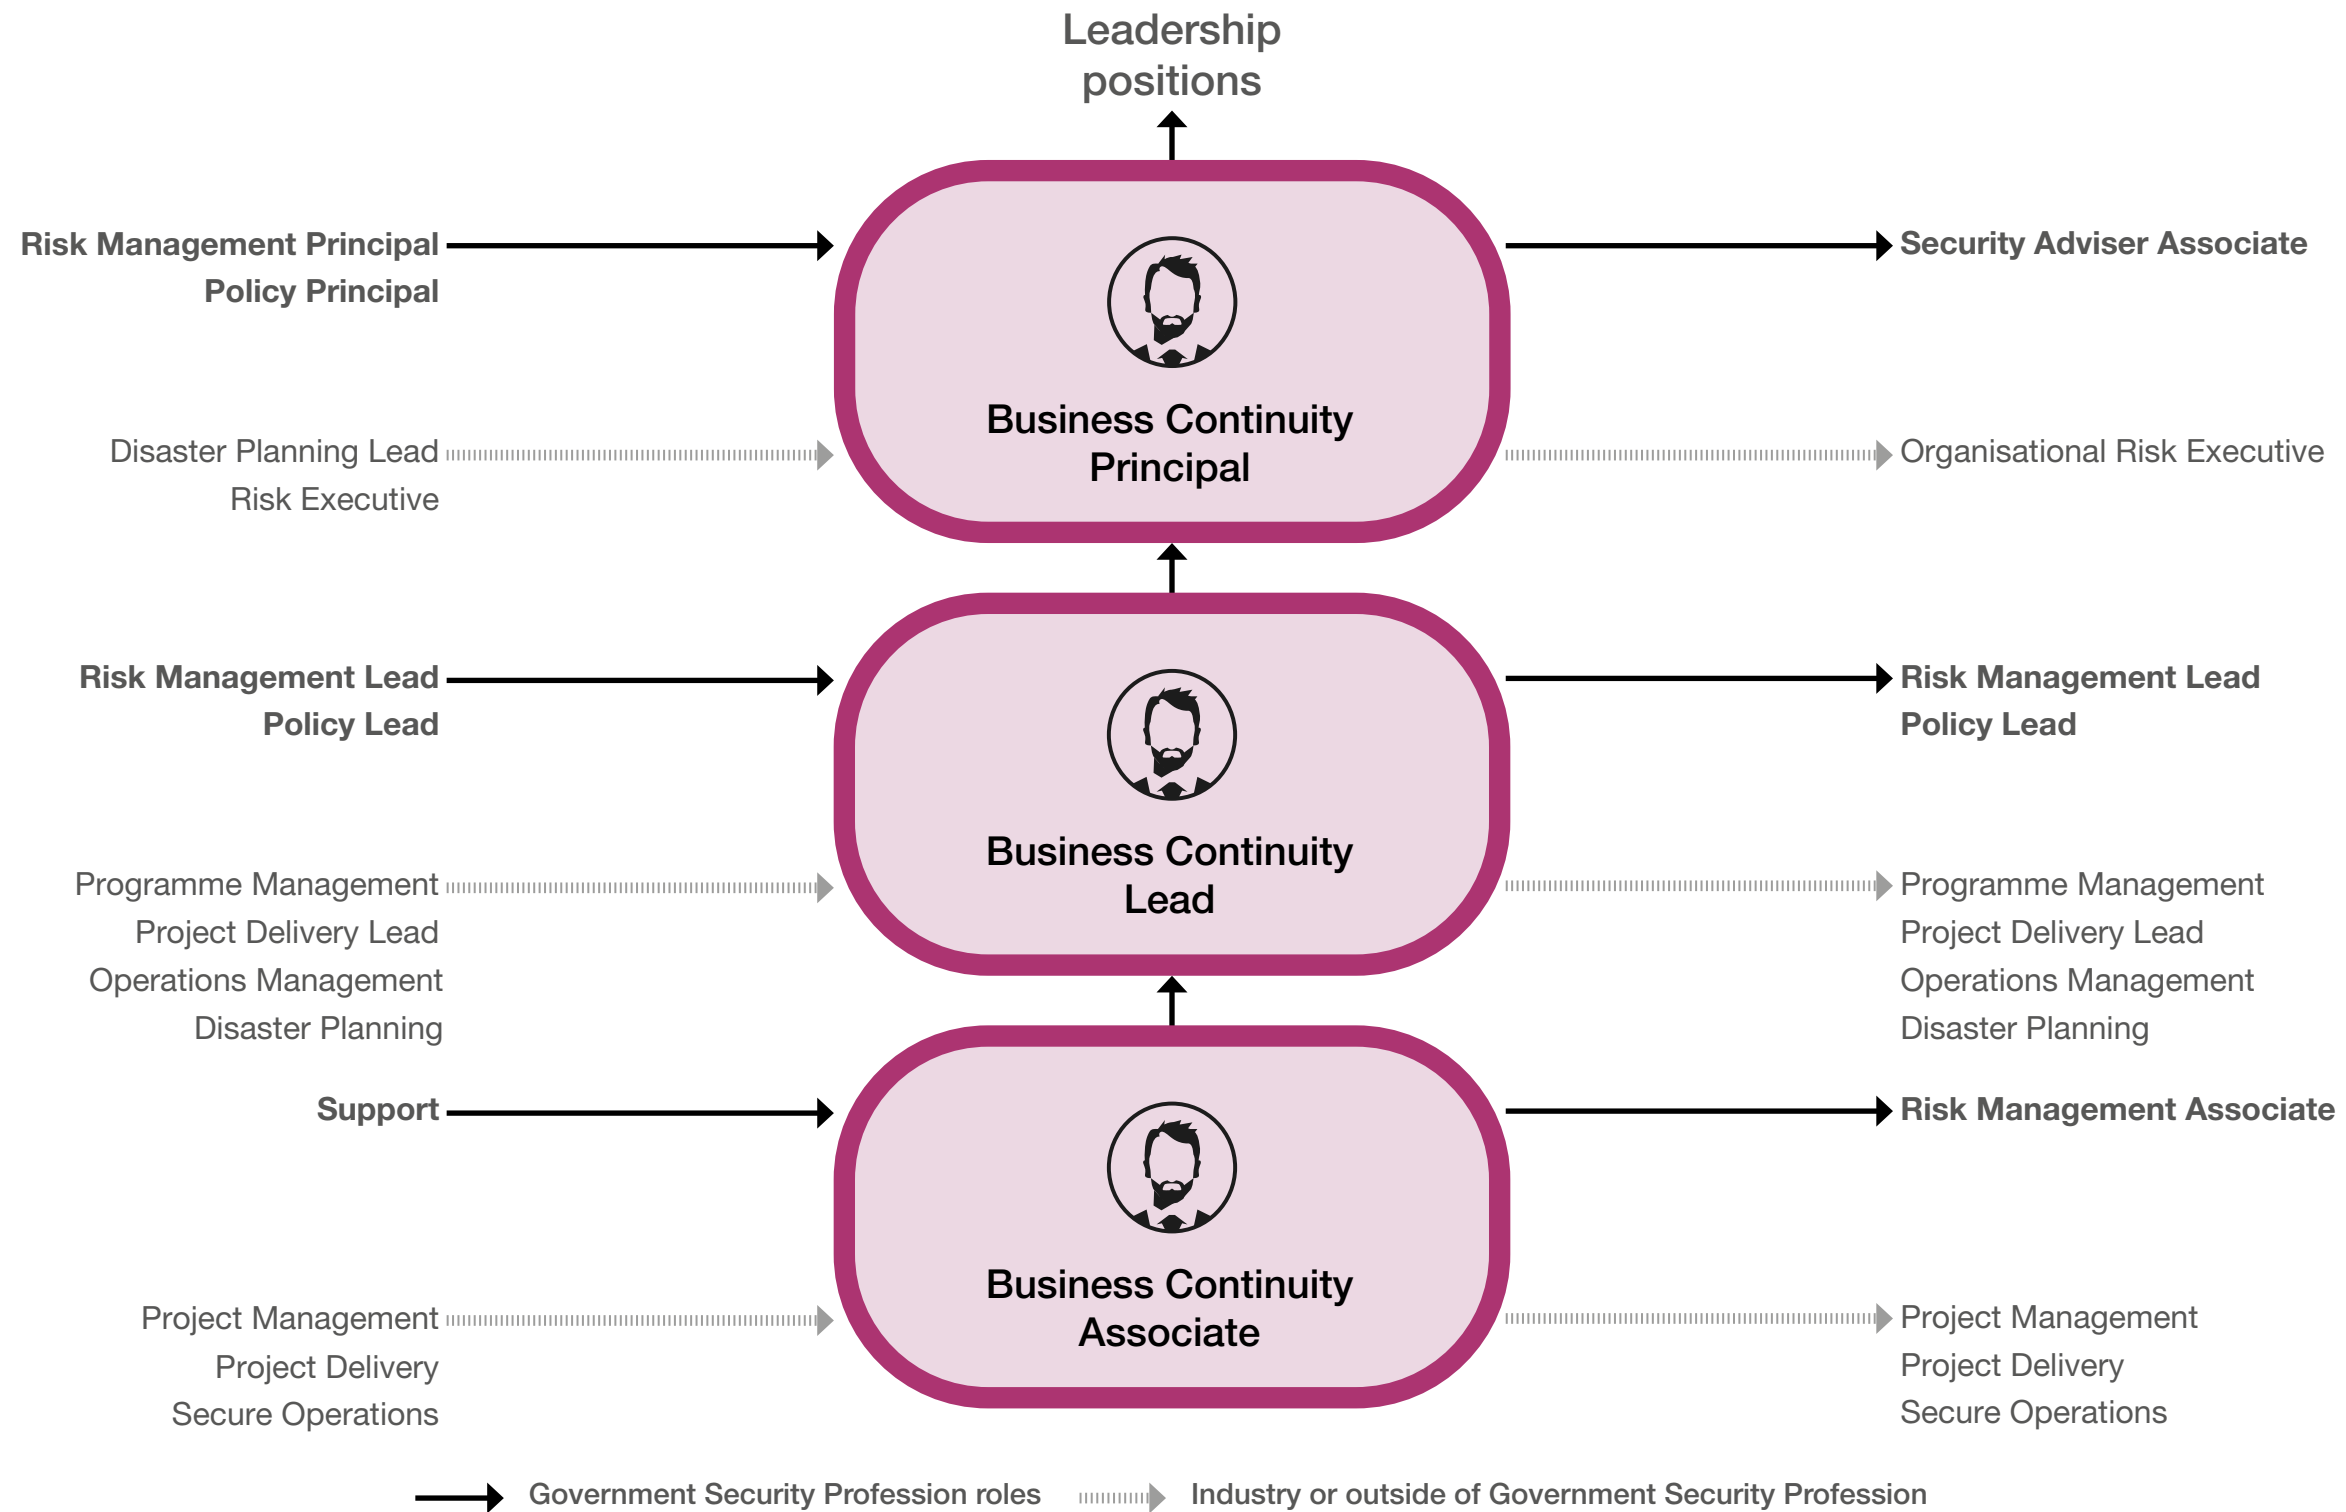 Leadership
positions
Risk Management Principal
Policy Principal
Disaster Planning Lead
Risk Executive
Business Continuity
Principal
Security Adviser Associate
Organisational Risk Executive
Risk Management Lead
Policy Lead
Programme Management
Project Delivery Lead
Operations Management
Disaster Planning
Business Continuity
Lead
Risk Management Lead
Policy Lead
Programme Management
Project Delivery Lead
Operations Management
Disaster Planning
Support
Project Management
Project Delivery
Secure Operations
Business Continuity
Associate
Risk Management Associate
Project Management
Project Delivery
Secure Operations
Government Security Profession roles
Industry or outside of Government Security Profession